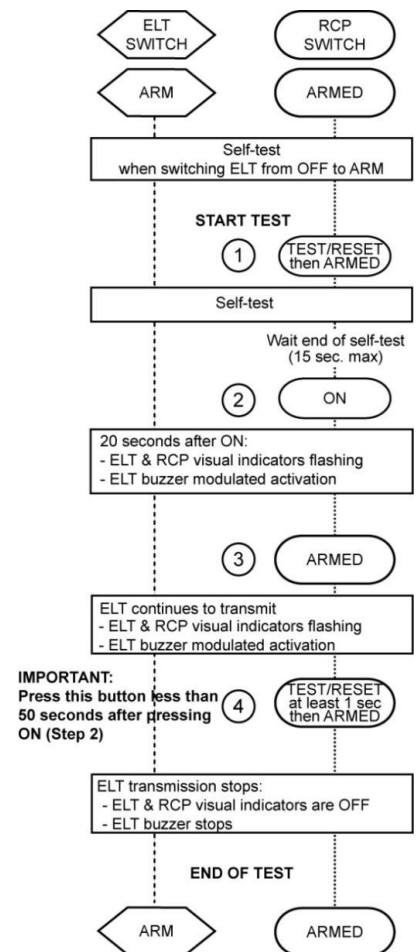 ELT
SWITCH
RCP
SWITCH
ARM
ARMED
Self-test
when switching ELT from OFF to ARM
START TEST
1
TEST/RESET
then ARMED
Self-test
Wait end of self-test
(15 sec. max)
2
ON
20 seconds after ON:
- ELT & RCP visual indicators flashing
- ELT buzzer modulated activation
3
ARMED
ELT continues to transmit
- ELT & RCP visual indicators flashing
- ELT buzzer modulated activation
IMPORTANT:
Press this button less than
50 seconds after pressing
ON (Step 2)
4
TEST/RESET
at least 1 sec
then ARMED
ELT transmission stops:
- ELT & RCP visual indicators are OFF
- ELT buzzer stops
END OF TEST
ARM
ARMED